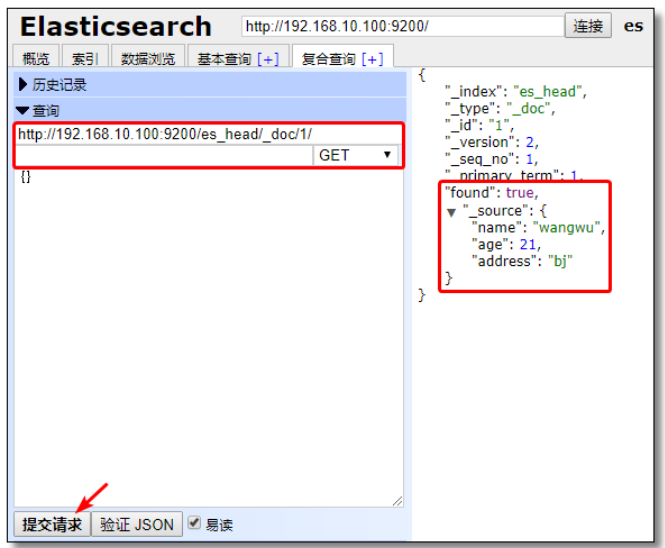 Elasticsearch http://192.168.10.100:9200/ 连接 es
概览 索引 数据浏览 基本查询 [+] 复合查询 [+]
▶历史记录
▼查询
http://192.168.10.100:9200/es_head/_doc/1/
GET ▼
{}
{
"_index": "es_head",
"_type": "_doc",
"_id": "1",
"_version": 2,
"_seq_no": 1,
"_primary_term": 1,
"found": true,
▼ "_source": {
"name": "wangwu",
"age": 21,
"address": "bj"
}
}
提交请求 验证 JSON 易读